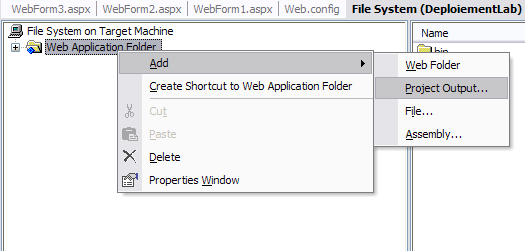 WebForm3.aspx WebForm2.aspx WebForm1.aspx Web.config File System (DeploiementLab)
File System on Target Machine
Web Application Folder
Name
bin
Add
Create Shortcut to Web Application Folder
Cut
Paste
Delete
Properties Window
Web Folder
Project Output...
File...
Assembly...